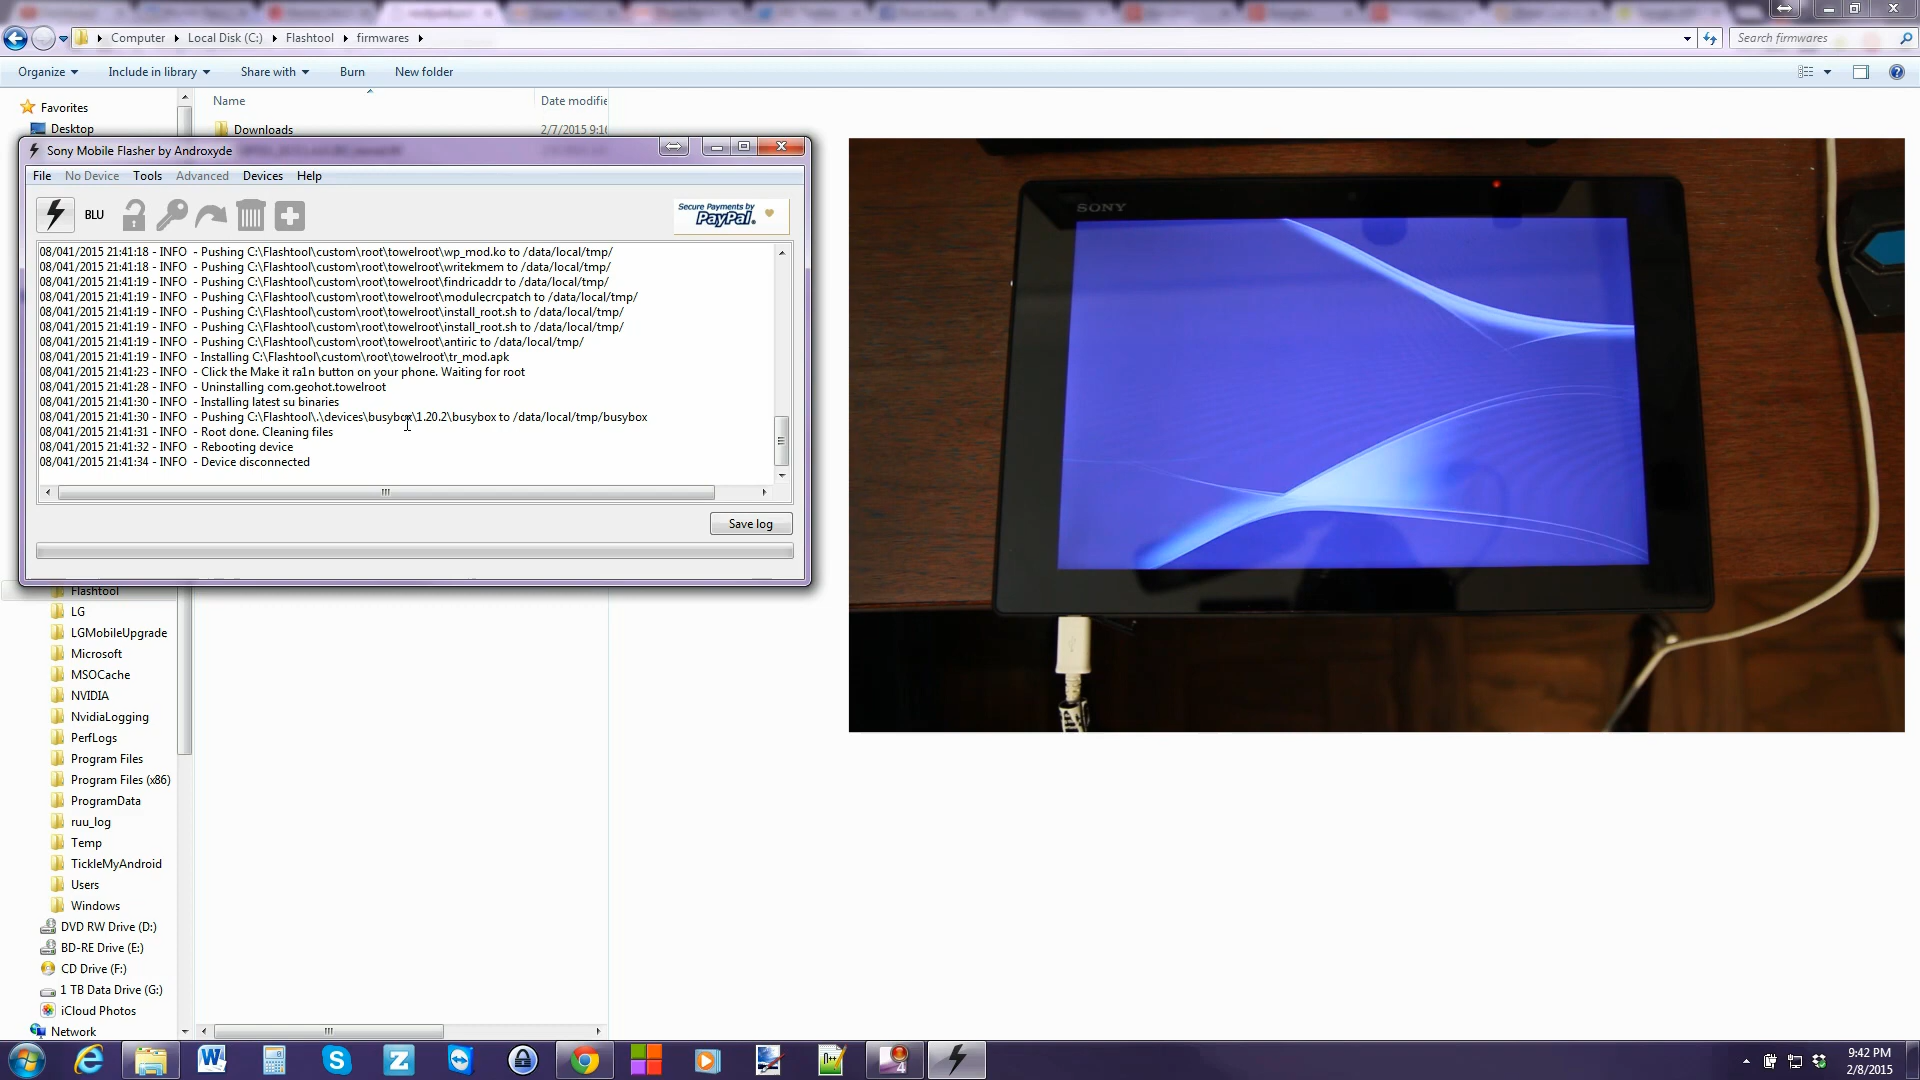 Computer ▸ Local Disk (C:) ▸ Flashtool ▸ firmwares ▸
Search firmwares
Organize Include in library Share with Burn New folder
Favorites
Desktop
Name Date modifie
Downloads 2/7/2015 9:16
Sony Mobile Flasher by Androxyde
File No Device Tools Advanced Devices Help
BLU
Secure Payments by
PayPal.
08/041/2015 21:41:18 - INFO - Pushing C:\Flashtool\custom\root\towelroot\wp_mod.ko to /data/local/tmp/
08/041/2015 21:41:18 - INFO - Pushing C:\Flashtool\custom\root\towelroot\writekmem to /data/local/tmp/
08/041/2015 21:41:19 - INFO - Pushing C:\Flashtool\custom\root\towelroot\findricaddr to /data/local/tmp/
08/041/2015 21:41:19 - INFO - Pushing C:\Flashtool\custom\root\towelroot\modulecrcpatch to /data/local/tmp/
08/041/2015 21:41:19 - INFO - Pushing C:\Flashtool\custom\root\towelroot\install_root.sh to /data/local/tmp/
08/041/2015 21:41:19 - INFO - Pushing C:\Flashtool\custom\root\towelroot\install_root.sh to /data/local/tmp/
08/041/2015 21:41:19 - INFO - Pushing C:\Flashtool\custom\root\towelroot\antiric to /data/local/tmp/
08/041/2015 21:41:19 - INFO - Installing C:\Flashtool\custom\root\towelroot\tr_mod.apk
08/041/2015 21:41:23 - INFO - Click the Make it ra1n button on your phone. Waiting for root
08/041/2015 21:41:28 - INFO - Uninstalling com.geohot.towelroot
08/041/2015 21:41:30 - INFO - Installing latest su binaries
08/041/2015 21:41:30 - INFO - Pushing C:\Flashtool\.\devices\busybox\1.20.2\busybox to /data/local/tmp/busybox
08/041/2015 21:41:31 - INFO - Root done. Cleaning files
08/041/2015 21:41:32 - INFO - Rebooting device
08/041/2015 21:41:34 - INFO - Device disconnected
Save log
Flashtool
LG
LGMobileUpgrade
Microsoft
MSOCache
NVIDIA
NvidiaLogging
PerfLogs
Program Files
Program Files (x86)
ProgramData
ruu_log
Temp
TickleMyAndroid
Users
Windows
DVD RW Drive (D:)
BD-RE Drive (E:)
CD Drive (F:)
1 TB Data Drive (G:)
iCloud Photos
Network
SONY
4
9:42 PM
2/8/2015